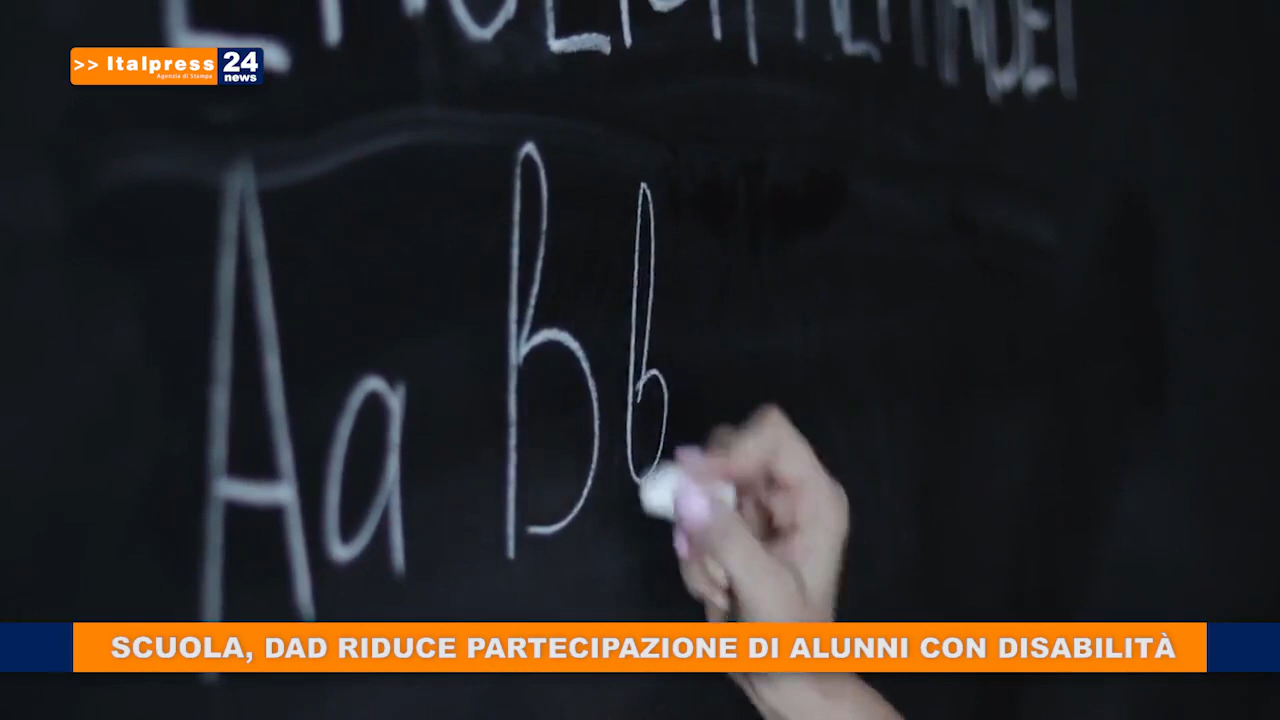 >> Italpress
Agenzia di Stampa
24
news
Aa Bb
SCUOLA, DAD RIDUCE PARTECIPAZIONE DI ALUNNI CON DISABILITÀ